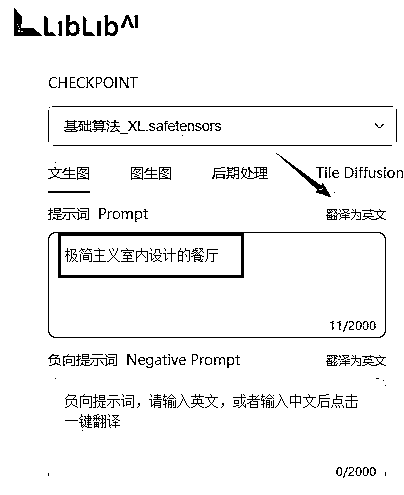 LibLib AI
CHECKPOINT
基础算法_XL.safetensors
文生图 图生图 后期处理 Tile Diffusion
提示词 Prompt 翻译为英文
极简主义室内设计的餐厅
11/2000
负向提示词 Negative Prompt 翻译为英文
负向提示词，请输入英文，或者输入中文后点击
一键翻译
0/2000